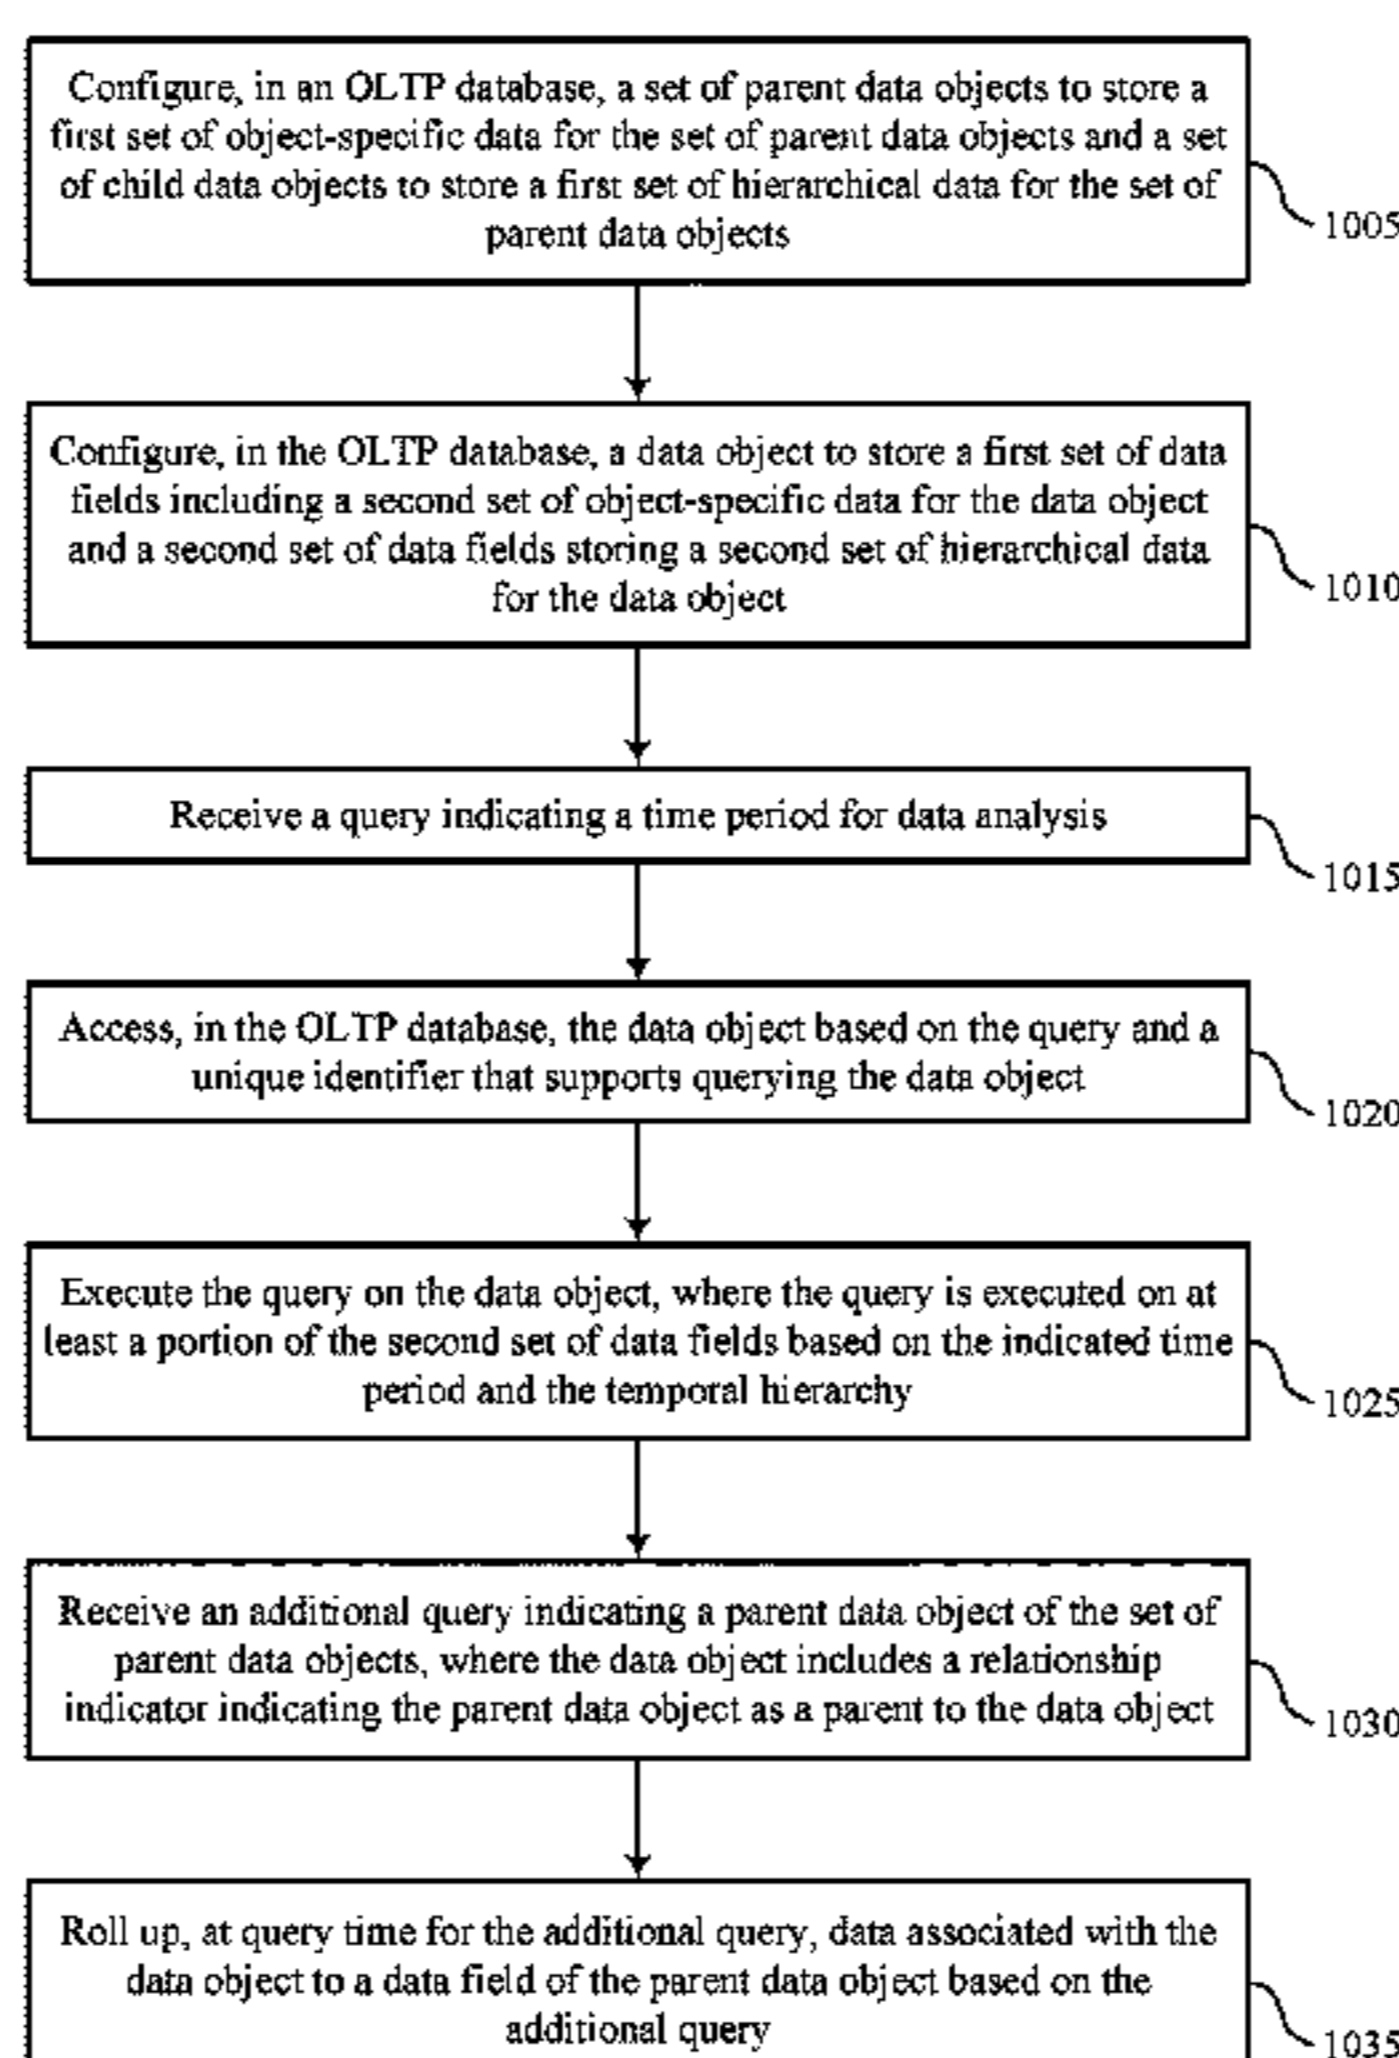 Configure, in an OLTP database, a set of parent data objects to store a
first set of object-specific data for the set of parent data objects and a set
of child data objects to store a first set of hierarchical data for the set of
parent data objects
1005
Configure, in the OLTP database, a data object to store a first set of data
fields including a second set of object-specific data for the data object
and a second set of data fields storing a second set of hierarchical data
for the data object
1010
Receive a query indicating a time period for data analysis
1015
Access, in the OLTP database, the data object based on the query and a
unique identifier that supports querying the data object
1020
Execute the query on the data object, where the query is executed on at
least a portion of the second set of data fields based on the indicated time
period and the temporal hierarchy
1025
Receive an additional query indicating a parent data object of the set of
parent data objects, where the data object includes a relationship
indicator indicating the parent data object as a parent to the data object
1030
Roll up, at query time for the additional query, data associated with the
data object to a data field of the parent data object based on the
additional query
1035